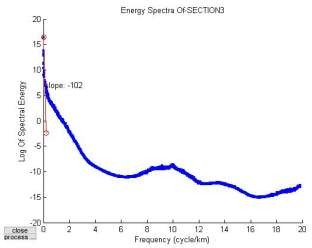 Energy Spectra Of-SECTION3
20
15
10
5
0
-5
-10
-15
-20
Log Of Spectral Energy
slope: -102
0 2 4 6 8 10 12 14 16 18 20
Frequency (cycle/km)
close
process...